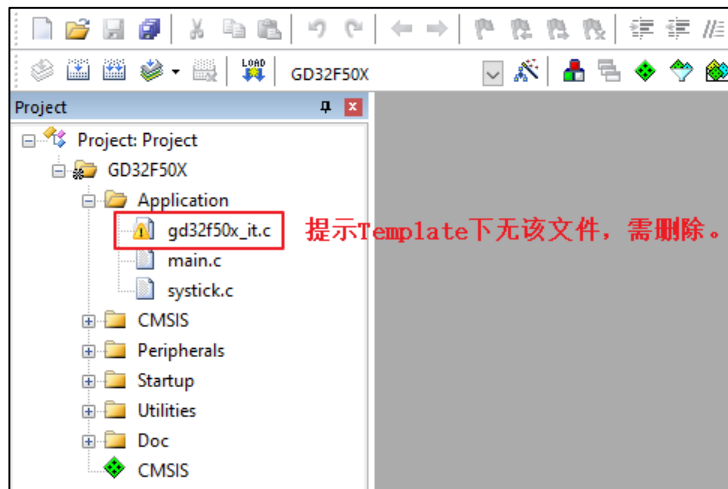 LOAD
GD32F50X
Project
Project: Project
GD32F50X
Application
gd32f50x_it.c
提示Template下无该文件，需删除。
main.c
systick.c
CMSIS
Peripherals
Startup
Utilities
Doc
CMSIS